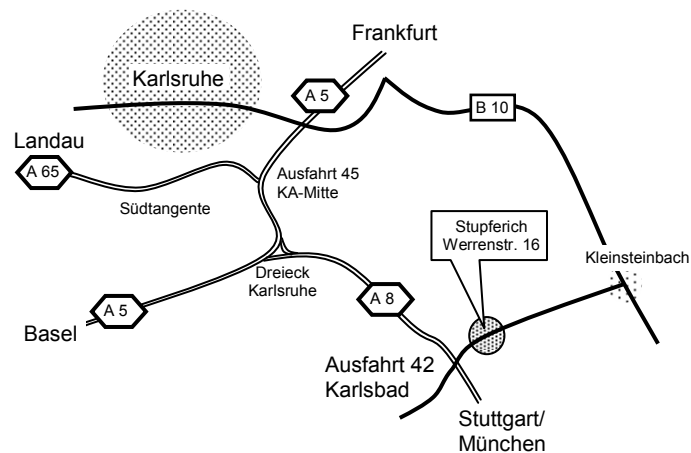 Frankfurt
Karlsruhe
A 5
B 10
Landau
A 65
Ausfahrt 45
KA-Mitte
Südtangente
Stupferich
Werrenstr. 16
Kleinsteinbach
Dreieck
Karlsruhe
A 8
A 5
Basel
Ausfahrt 42
Karlsbad
Stuttgart/
München